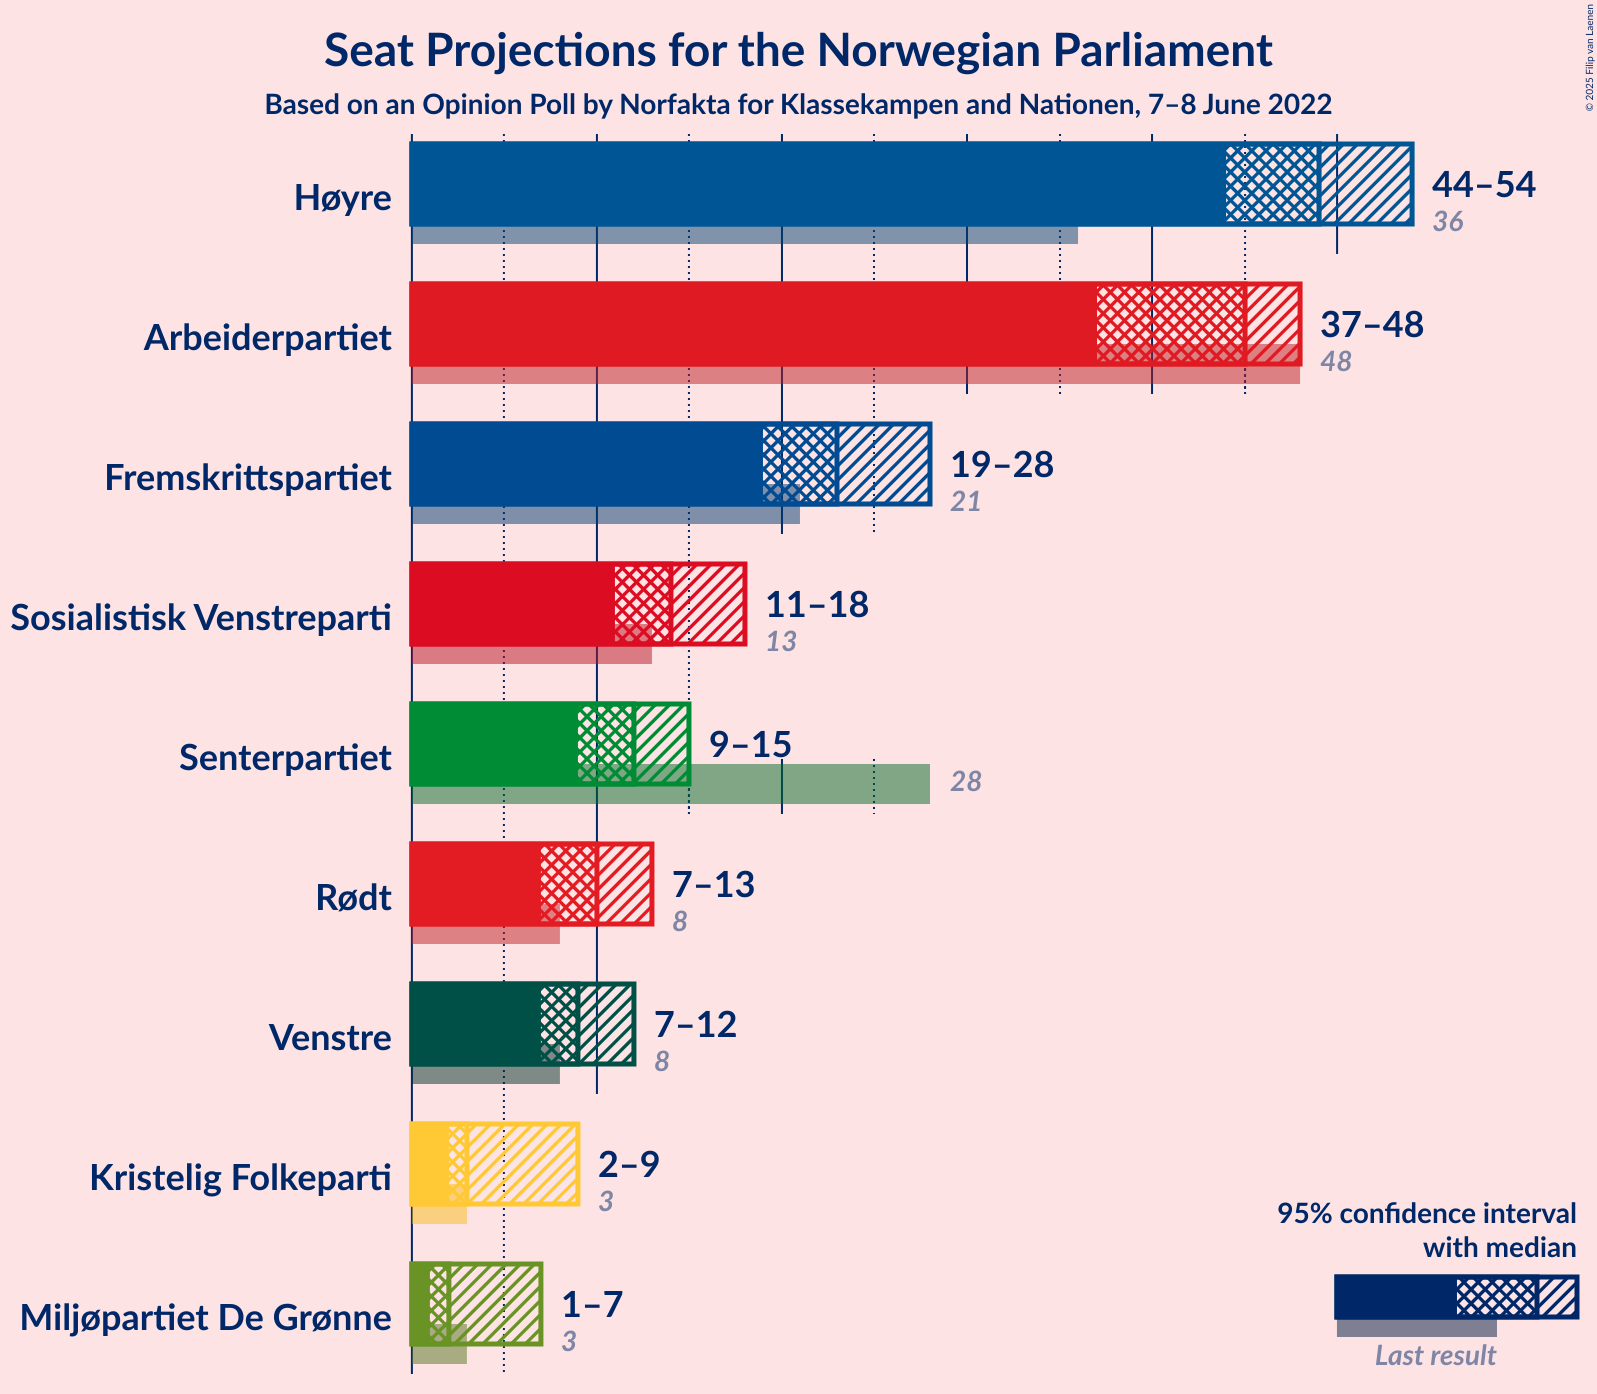 Seat Projections for the Norwegian Parliament
Based on an Opinion Poll by Norfakta for Klassekampen and Nationen, 7–8 June 2022
© 2025 Filip van Laenen
Høyre
44–54
36
Arbeiderpartiet
37–48
48
Fremskrittspartiet
19–28
21
Sosialistisk Venstreparti
11–18
13
Senterpartiet
9–15
28
Rødt
7–13
8
Venstre
7–12
8
Kristelig Folkeparti
2–9
3
Miljøpartiet De Grønne
1–7
3
95% confidence interval
with median
Last result